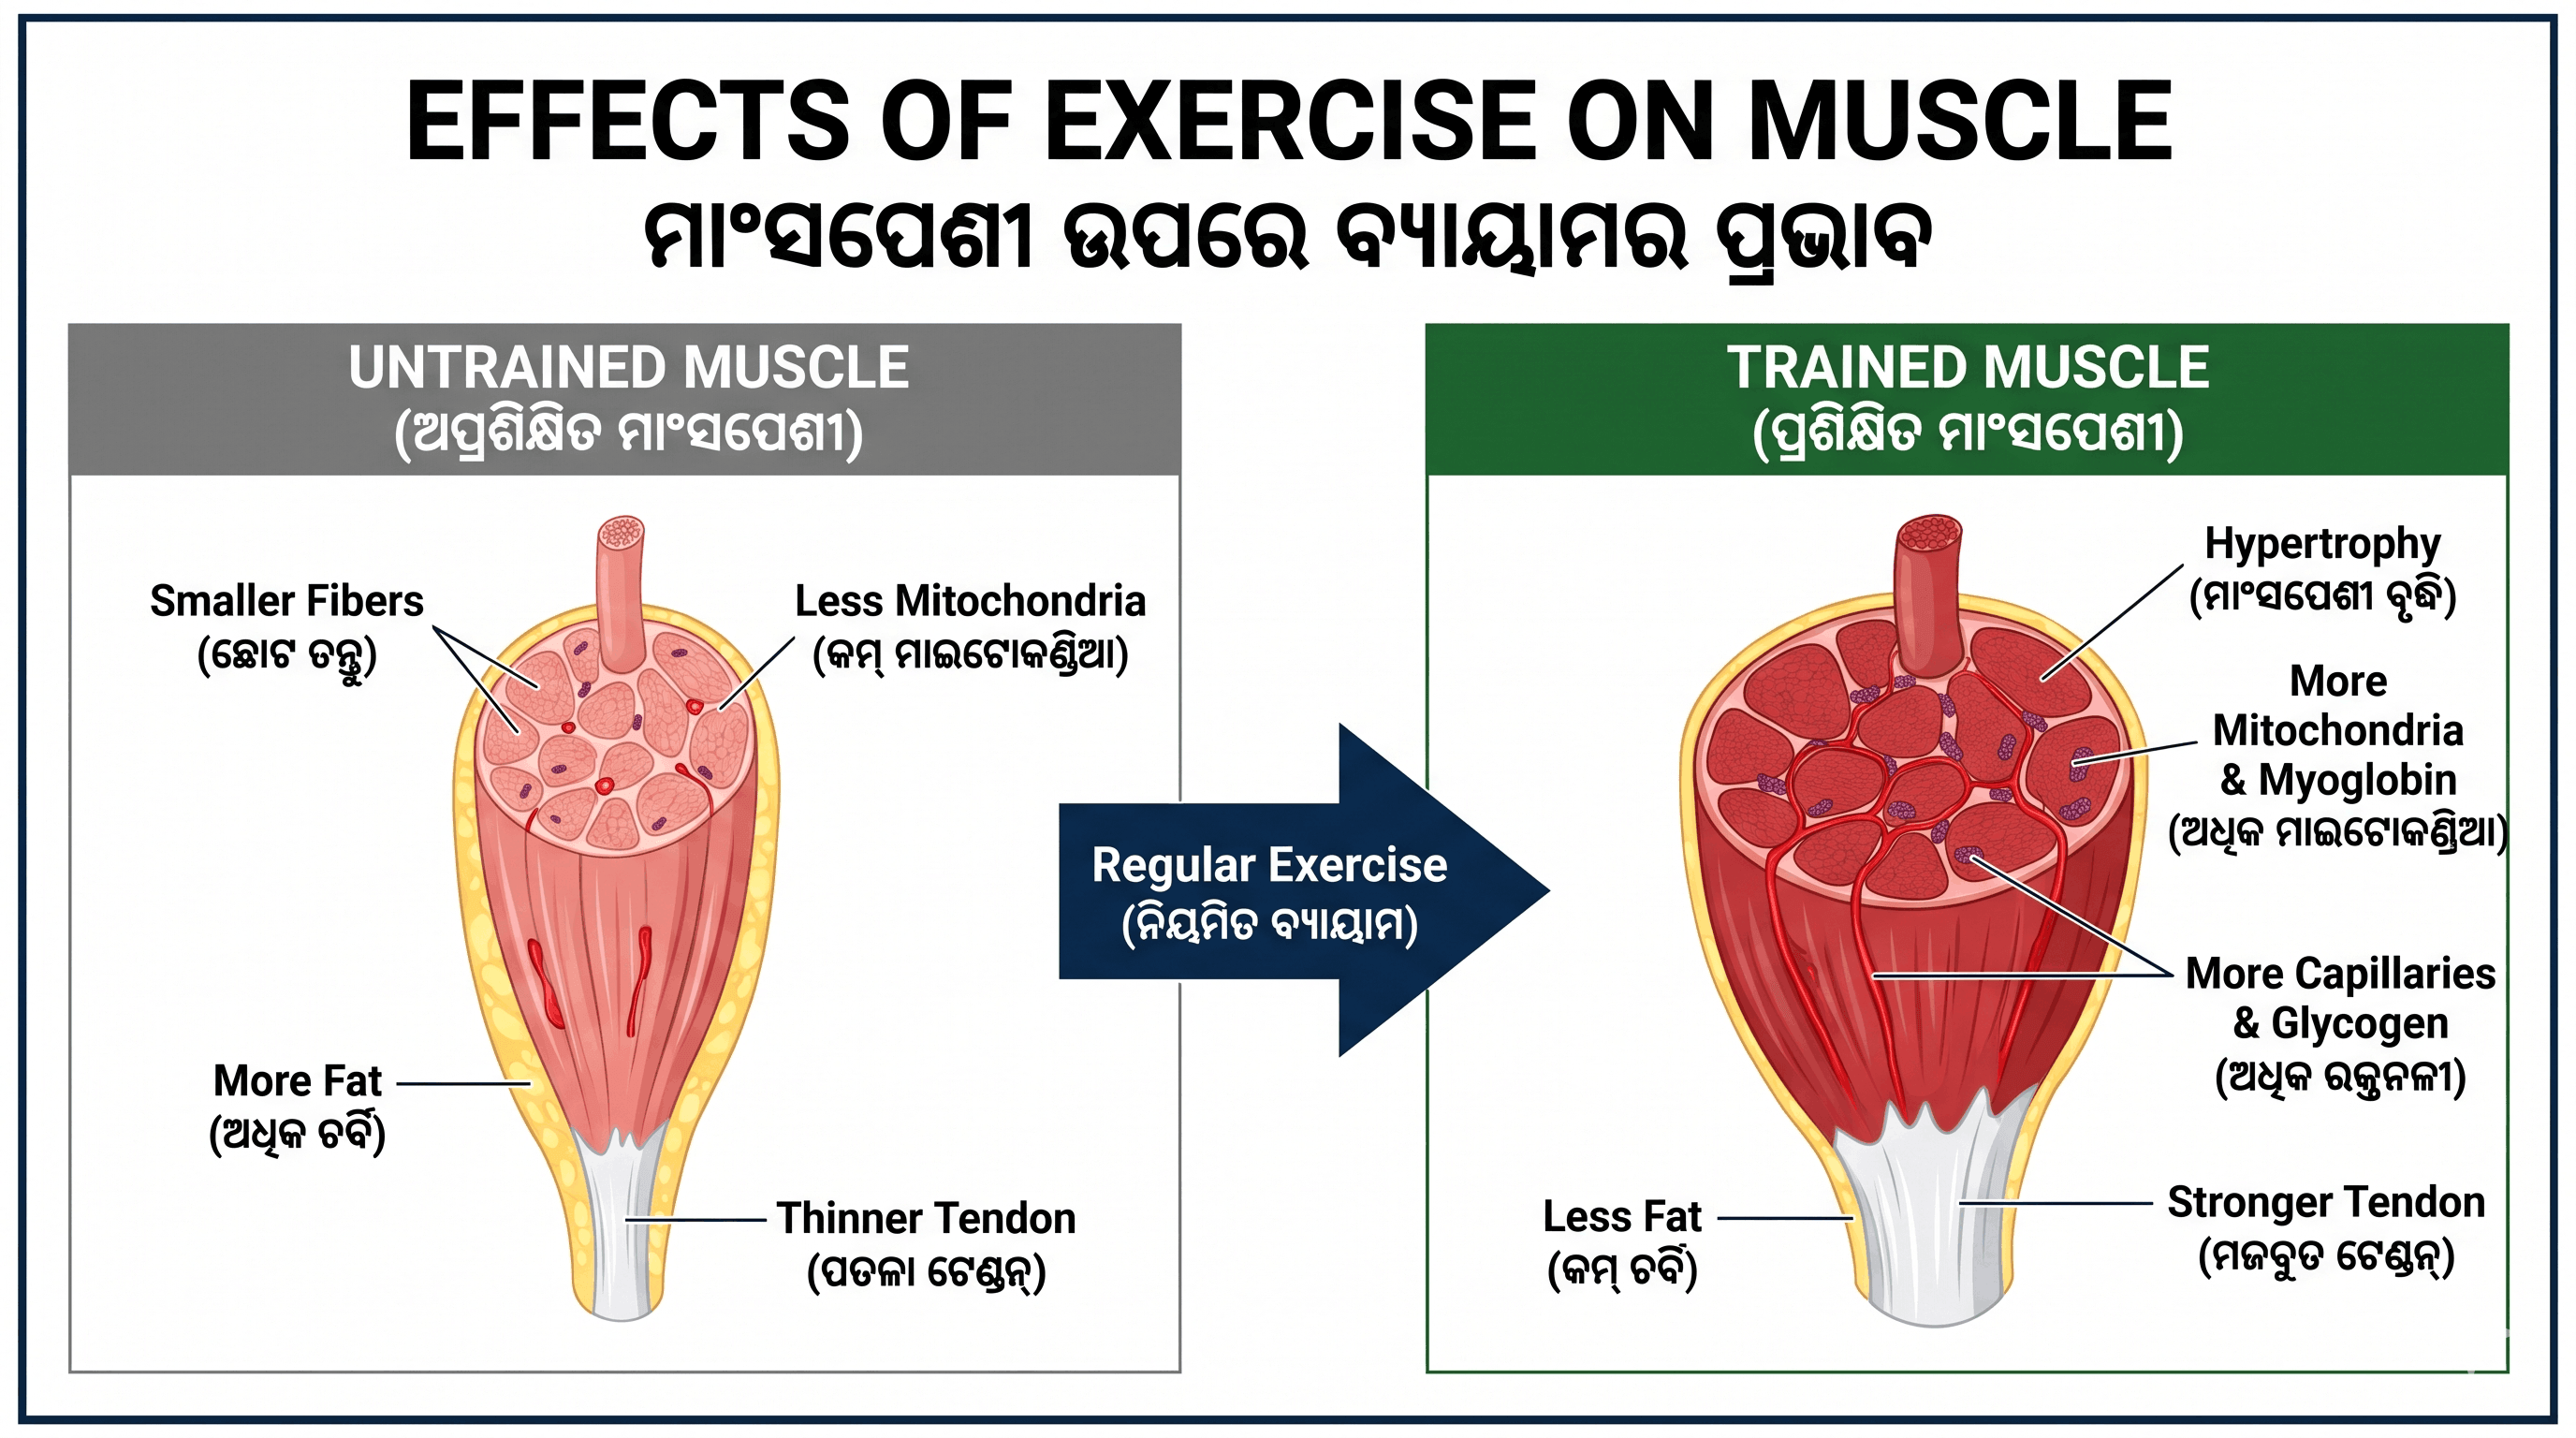 EFFECTS OF EXERCISE ON MUSCLE
ମାଂସପେଶୀ ଉପରେ ବ୍ୟାୟାମର ପ୍ରଭାବ
UNTRAINED MUSCLE
(ଅପ୍ରଶିକ୍ଷିତ ମାଂସପେଶୀ)
Smaller Fibers
(ଛୋଟ ତନ୍ତୁ)
Less Mitochondria
(କମ୍ ମାଇଟୋକଣ୍ଡ୍ରିଆ)
More Fat
(ଅଧିକ ଚର୍ବି)
Thinner Tendon
(ପତଳା ଟେଣ୍ଡନ୍)
Regular Exercise
(ନିୟମିତ ବ୍ୟାୟାମ)
TRAINED MUSCLE
(ପ୍ରଶିକ୍ଷିତ ମାଂସପେଶୀ)
Hypertrophy
(ମାଂସପେଶୀ ବୃଦ୍ଧି)
More
Mitochondria
& Myoglobin
(ଅଧିକ ମାଇଟୋକଣ୍ଡ୍ରିଆ)
More Capillaries
& Glycogen
(ଅଧିକ ରକ୍ତନଳୀ)
Less Fat
(କମ୍ ଚର୍ବି)
Stronger Tendon
(ମଜବୁତ ଟେଣ୍ଡନ୍)